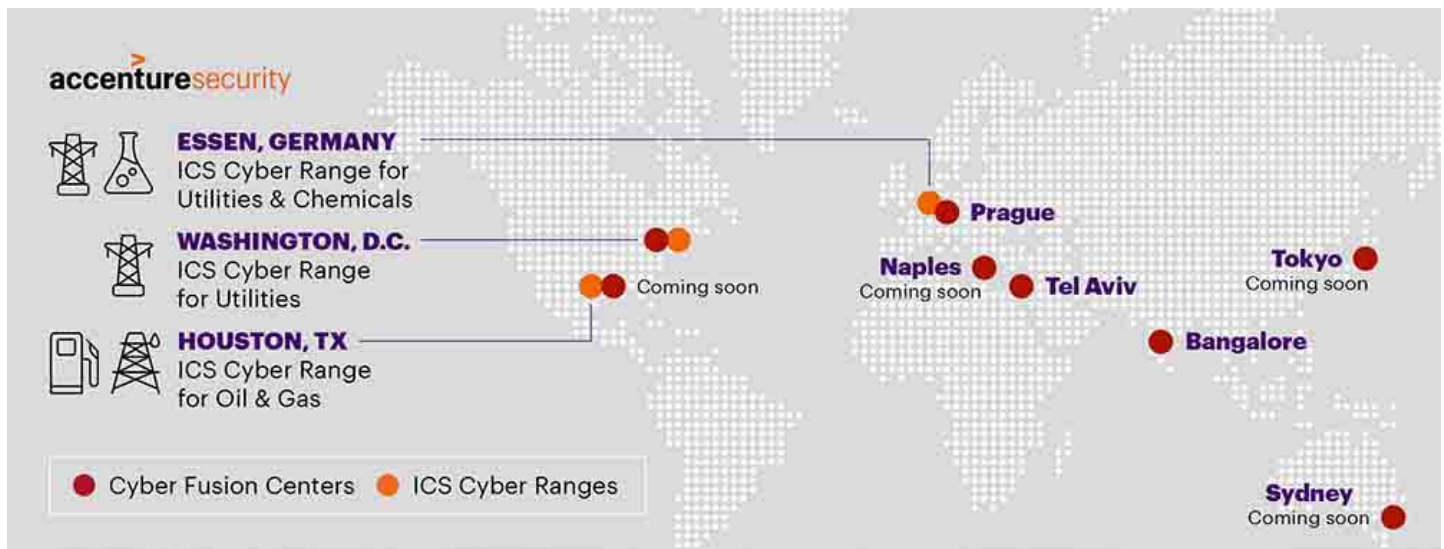 accenturesecurity
ESSEN, GERMANY
ICS Cyber Range for
Utilities & Chemicals
WASHINGTON, D.C.
ICS Cyber Range
for Utilities
HOUSTON, TX
ICS Cyber Range
for Oil & Gas
Coming soon
Prague
Naples
Coming soon
Tel Aviv
Tokyo
Coming soon
Bangalore
Sydney
Coming soon
Cyber Fusion Centers
ICS Cyber Ranges